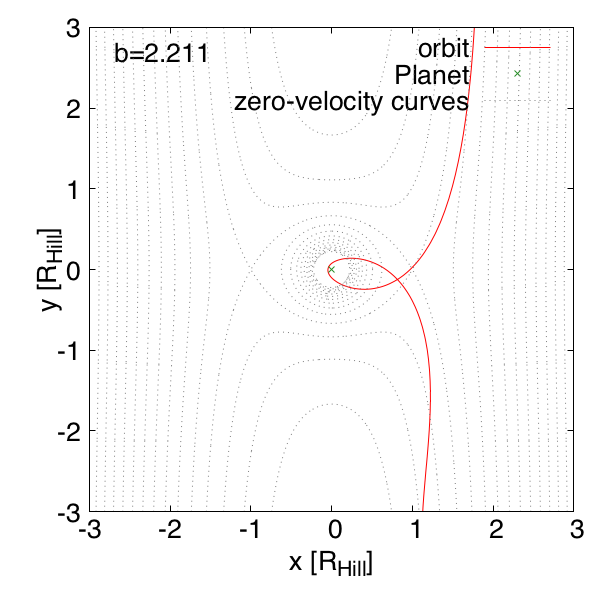 b=2.211
orbit
Planet
zero-velocity curves
3
2
1
0
-1
-2
-3
y [R_Hill]
-3
-2
-1
0
1
2
3
x [R_Hill]